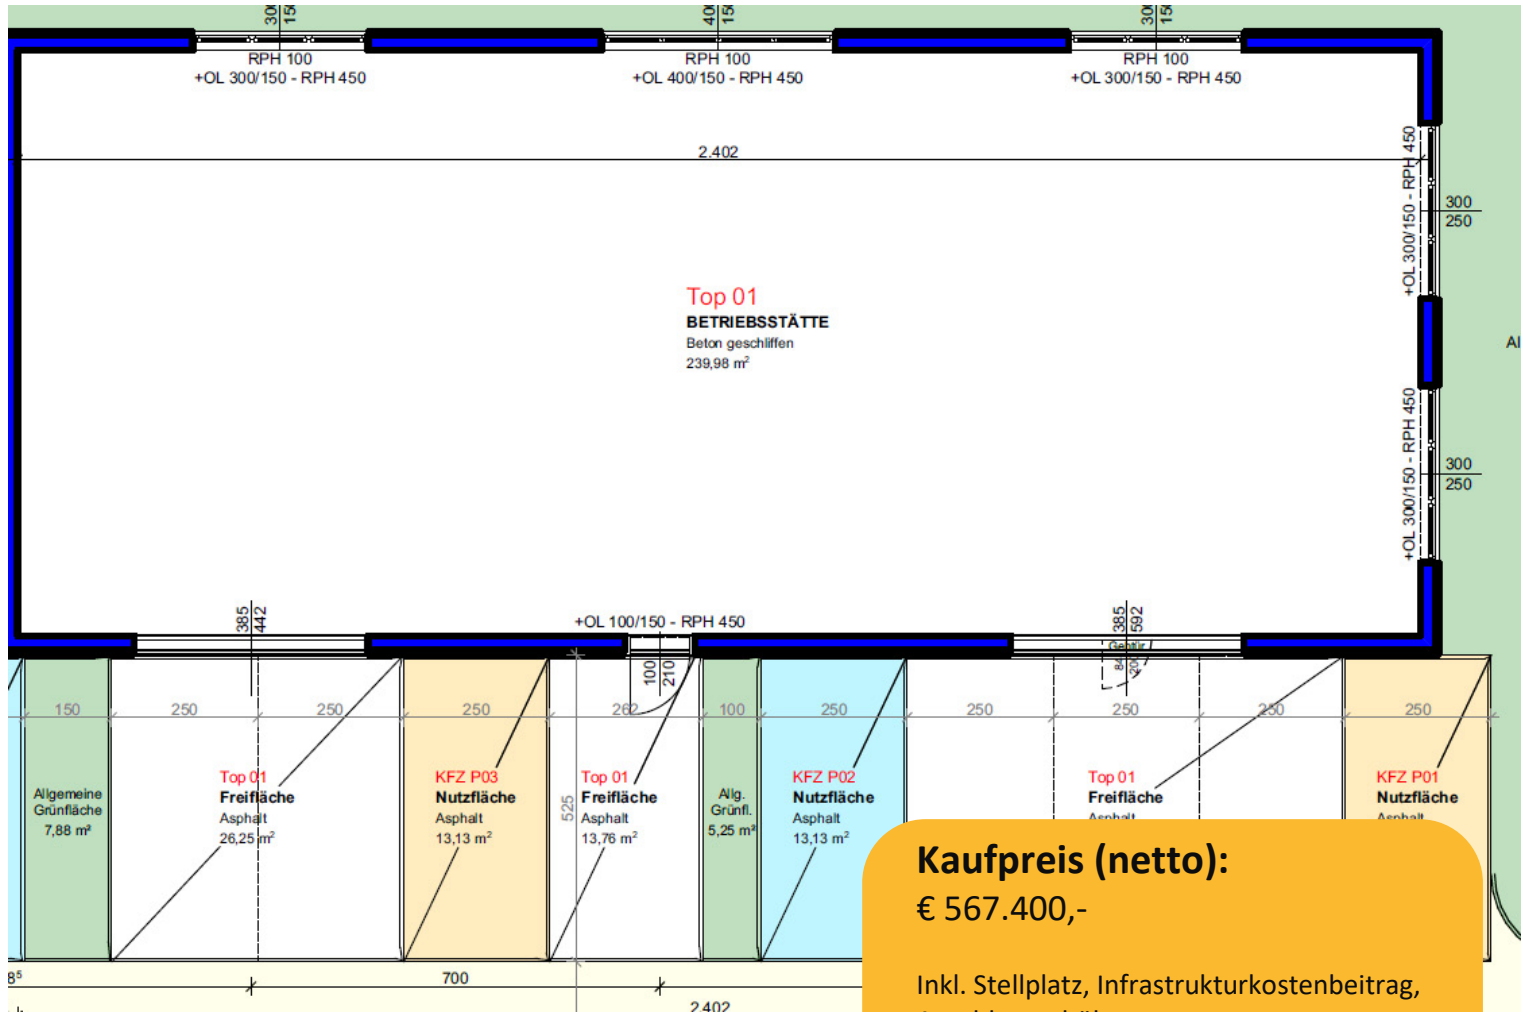 RPH 100
+OL 300/150 - RPH 450
RPH 100
+OL 400/150 - RPH 450
RPH 100
+OL 300/150 - RPH 450
2.402
+OL 300/150 - RPH 450
300
250
Top 01
BETRIEBSSTÄTTE
Beton geschliffen
239,98 m²
+OL 300/150 - RPH 450
300
250
385
442
+OL 100/150 - RPH 450
385
592
Gehtür
100
210
150
250
250
250
262
100
250
250
250
250
250
525
Allgemeine
Grünfläche
7,88 m²
Top 01
Freifläche
Asphalt
26,25 m²
KFZ P03
Nutzfläche
Asphalt
13,13 m²
Top 01
Freifläche
Asphalt
13,76 m²
Allg.
Grünfl.
5,25 m²
KFZ P02
Nutzfläche
Asphalt
13,13 m²
Top 01
Freifläche
Asphalt
KFZ P01
Nutzfläche
Asphalt
Kaufpreis (netto):
€ 567.400,-
Inkl. Stellplatz, Infrastrukturkostenbeitrag,
8⁵
700
2.402